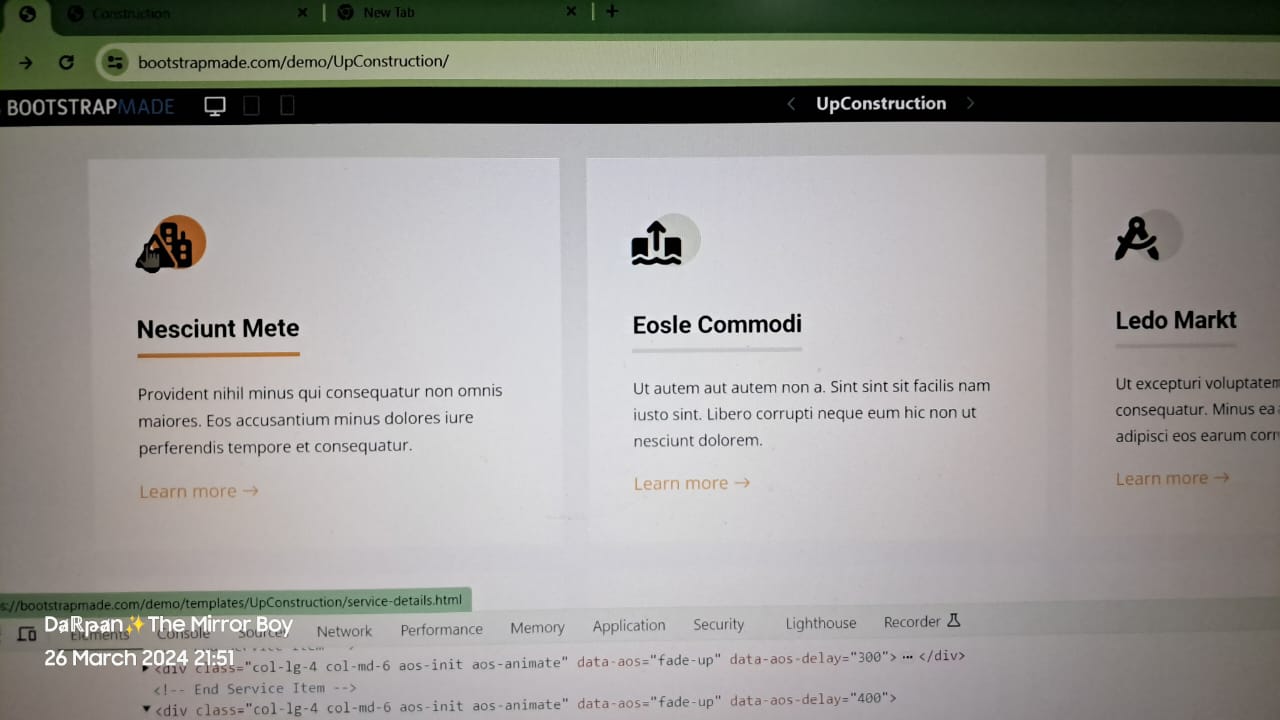 Construction
New Tab
bootstrapmade.com/demo/UpConstruction/
BOOTSTRAPMADE
UpConstruction
Nesciunt Mete
Provident nihil minus qui consequatur non omnis
maiores. Eos accusantium minus dolores iure
perferendis tempore et consequatur.
Learn more →
Eosle Commodi
Ut autem aut autem non a. Sint sint sit facilis nam
iusto sint. Libero corrupti neque eum hic non ut
nesciunt dolorem.
Learn more →
Ledo Markt
Ut excepturi voluptatem
consequatur. Minus ea
adipisci eos earum corr
Learn more →
s://bootstrapmade.com/demo/templates/UpConstruction/service-details.html
DaRpan✨The Mirror Boy
Elements Console Sources Network Performance Memory Application Security Lighthouse Recorder
26 March 2024 21:51
<div class="col-lg-4 col-md-6 aos-init aos-animate" data-aos="fade-up" data-aos-delay="300">⋯</div>
<!-- End Service Item -->
<div class="col-lg-4 col-md-6 aos-init aos-animate" data-aos="fade-up" data-aos-delay="400">